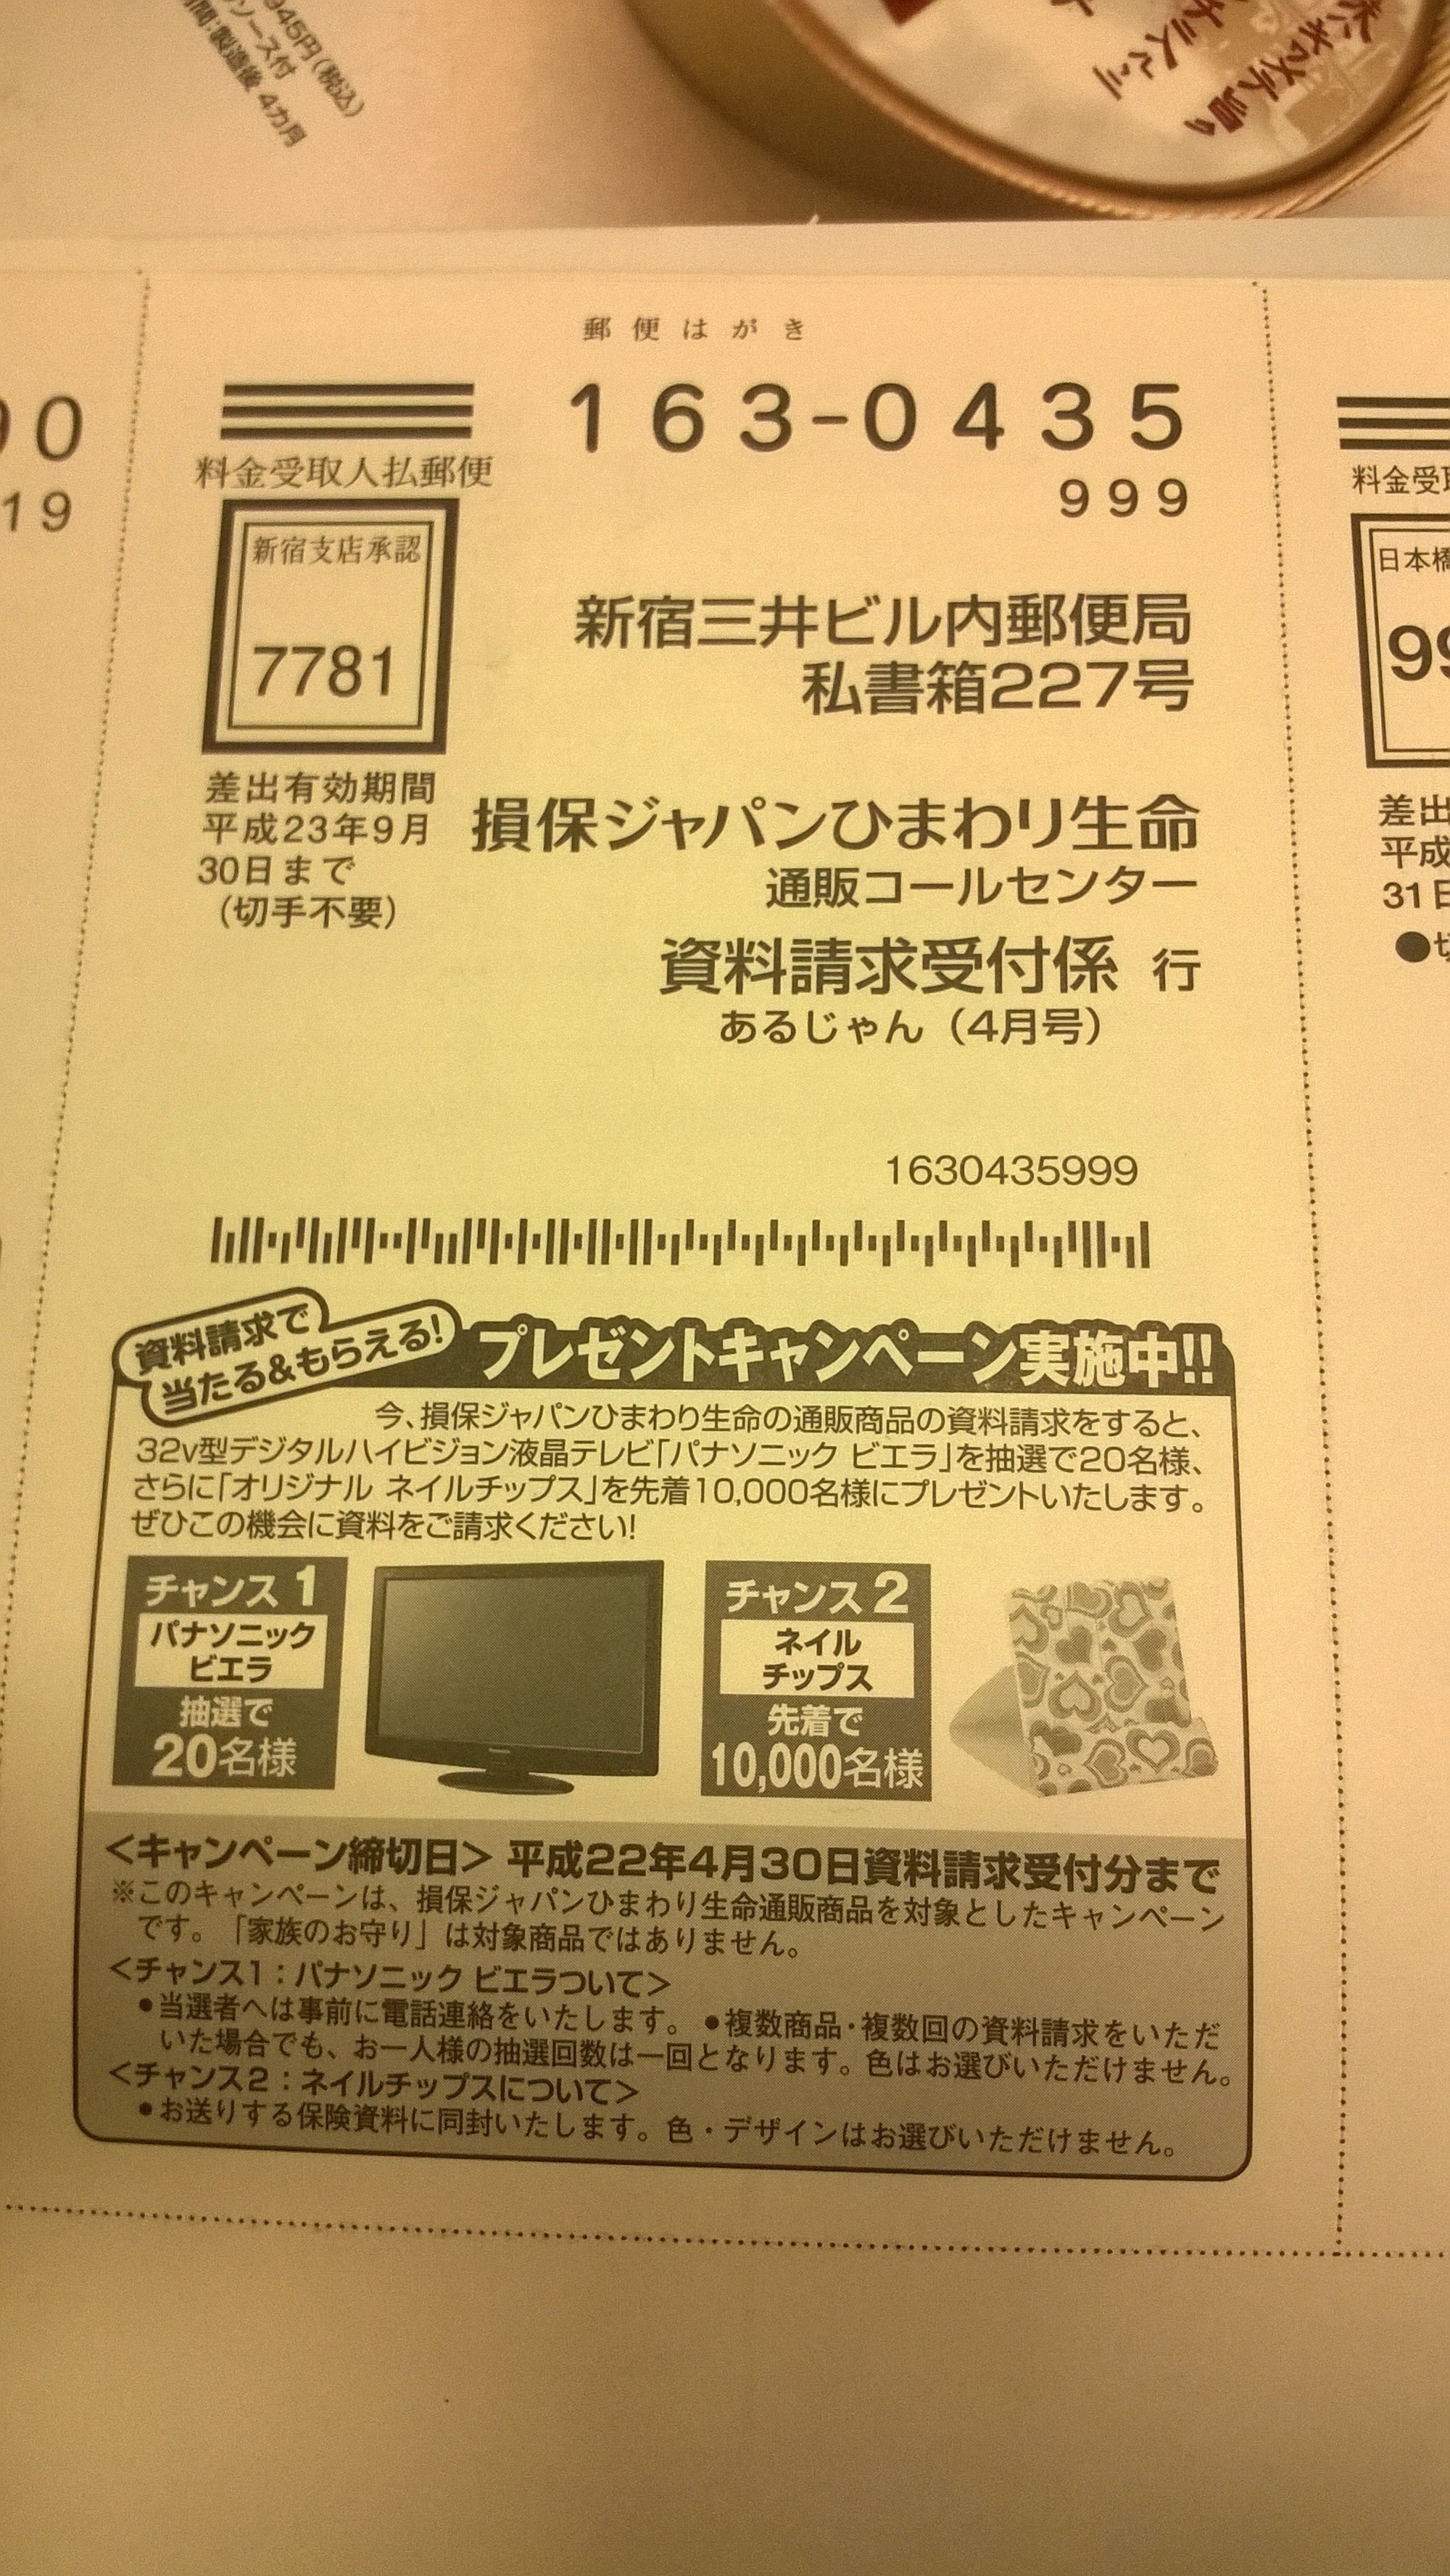 945円(税込)
ソース付
製造後 4カ月
郵便はがき
90
19
料金受取人払郵便
新宿支店承認
7781
差出有効期間
平成23年9月
30日まで
(切手不要)
163-0435
999
新宿三井ビル内郵便局
私書箱227号
損保ジャパンひまわり生命
通販コールセンター
資料請求受付係 行
あるじゃん(4月号)
1630435999
資料請求で
当たる&もらえる!
プレゼントキャンペーン実施中!!
今、損保ジャパンひまわり生命の通販商品の資料請求をすると、
32v型デジタルハイビジョン液晶テレビ「パナソニック ビエラ」を抽選で20名様、
さらに「オリジナル ネイルチップス」を先着10,000名様にプレゼントいたします。
ぜひこの機会に資料をご請求ください!
チャンス1
パナソニック
ビエラ
抽選で
20名様
チャンス2
ネイル
チップス
先着で
10,000名様
<キャンペーン締切日> 平成22年4月30日資料請求受付分まで
※このキャンペーンは、損保ジャパンひまわり生命通販商品を対象としたキャンペーン
です。「家族のお守り」は対象商品ではありません。
<チャンス1:パナソニック ビエラついて>
●当選者へは事前に電話連絡をいたします。●複数商品・複数回の資料請求をいただ
いた場合でも、お一人様の抽選回数は一回となります。色はお選びいただけません。
<チャンス2:ネイルチップスについて>
●お送りする保険資料に同封いたします。色・デザインはお選びいただけません。
料金受
日本橋
9
差出
平成
31日